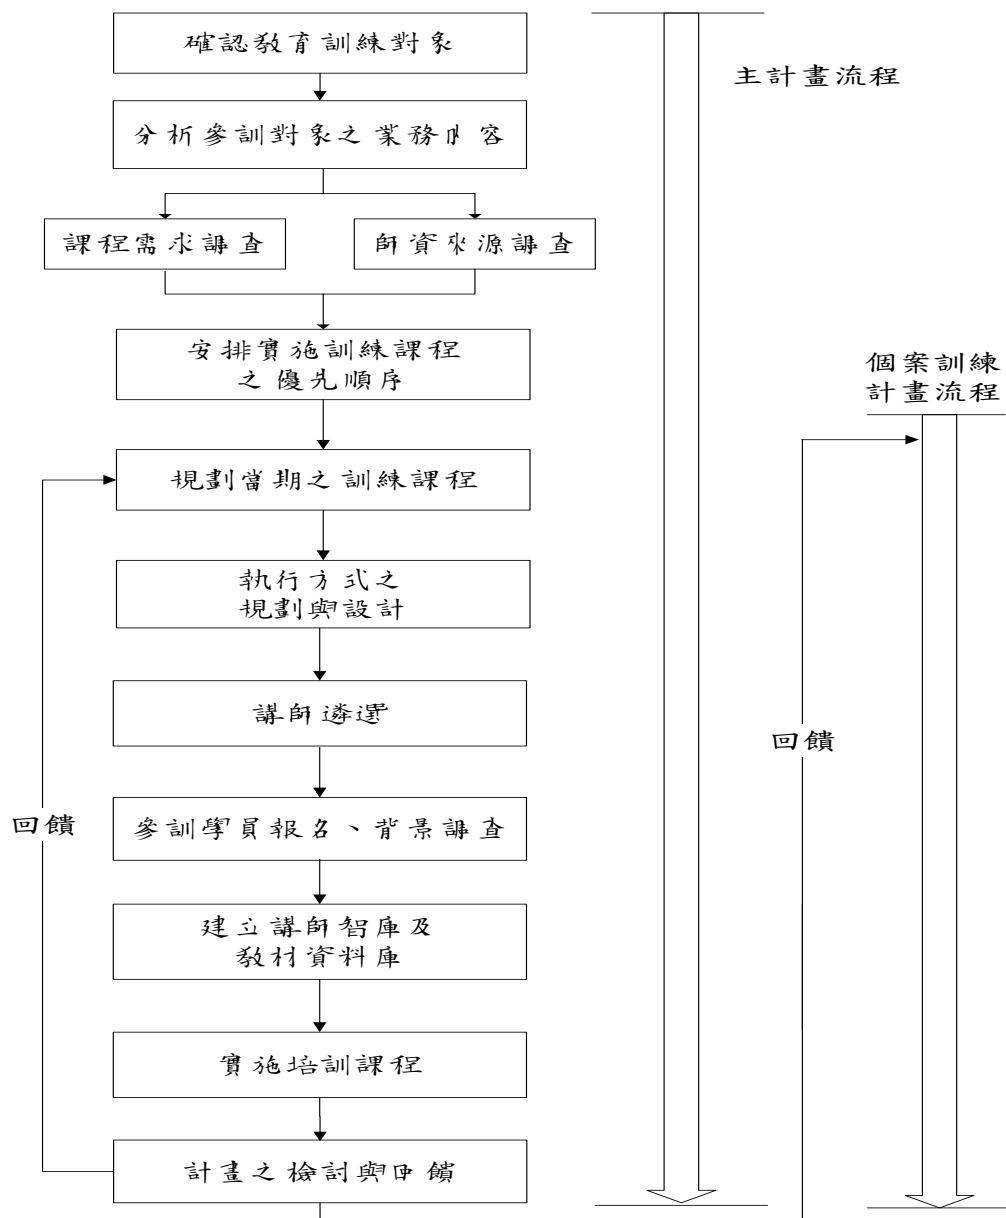 確認教育訓練對象
主計畫流程
分析參訓對象之業務內容
課程需求調查
師資來源調查
安排實施訓練課程
之優先順序
個案訓練
計畫流程
規劃當期之訓練課程
執行方式之
規劃與設計
講師遴選
回饋
回饋
參訓學員報名、背景調查
建立講師智庫及
教材資料庫
實施培訓課程
計畫之檢討與回饋